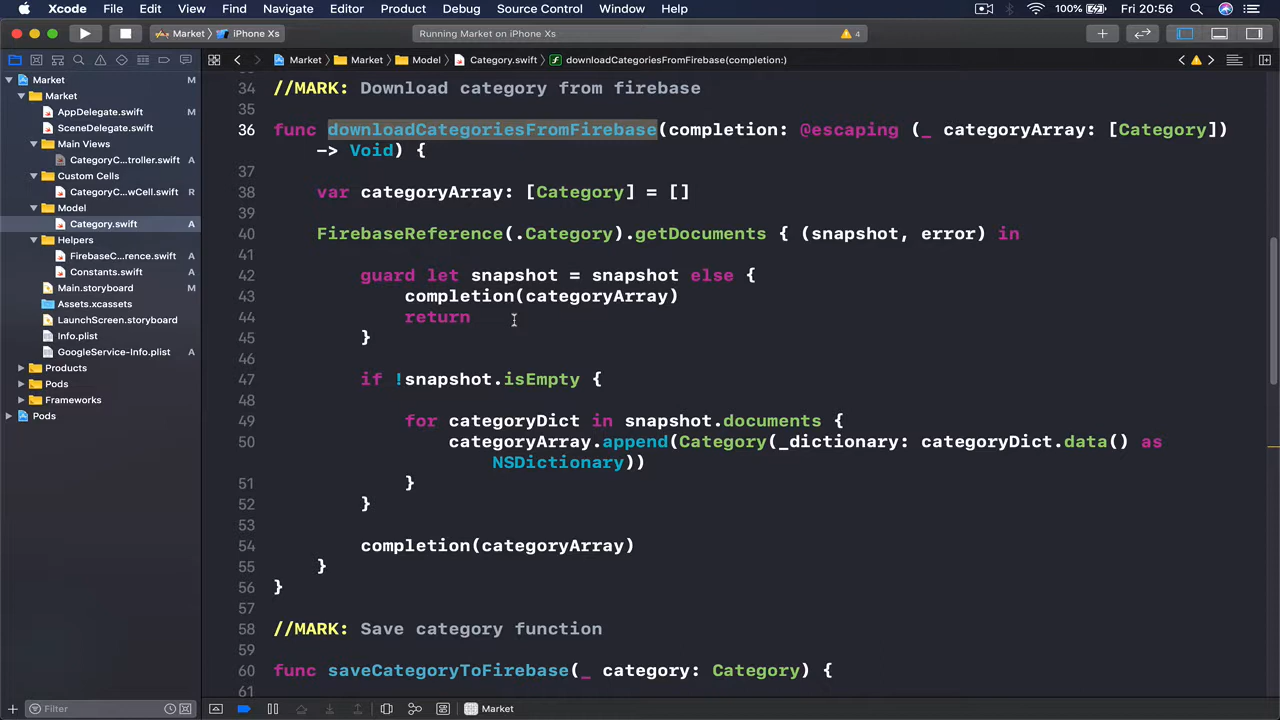 Xcode File Edit View Find Navigate Editor Product Debug Source Control Window Help 100% Fri 20:56
Market iPhone Xs Running Market on iPhone Xs 4
Market Market Model Category.swift downloadCategoriesFromFirebase(completion:)
Market
Market
AppDelegate.swift M
SceneDelegate.swift
Main Views
CategoryC...troller.swift A
Custom Cells
CategoryC...wCell.swift R
Model
Category.swift A
Helpers
FirebaseC...rence.swift A
Constants.swift A
Main.storyboard M
Assets.xcassets
LaunchScreen.storyboard
Info.plist
GoogleService-Info.plist A
Products
Pods
Frameworks
Pods
34 //MARK: Download category from firebase
35
36 func downloadCategoriesFromFirebase(completion: @escaping (_ categoryArray: [Category])
-> Void) {
37
38 var categoryArray: [Category] = []
39
40 FirebaseReference(.Category).getDocuments { (snapshot, error) in
41
42 guard let snapshot = snapshot else {
43 completion(categoryArray)
44 return
45 }
46
47 if !snapshot.isEmpty {
48
49 for categoryDict in snapshot.documents {
50 categoryArray.append(Category(_dictionary: categoryDict.data() as
NSDictionary))
51 }
52 }
53
54 completion(categoryArray)
55 }
56 }
57
58 //MARK: Save category function
59
60 func saveCategoryToFirebase(_ category: Category) {
61
Filter Market